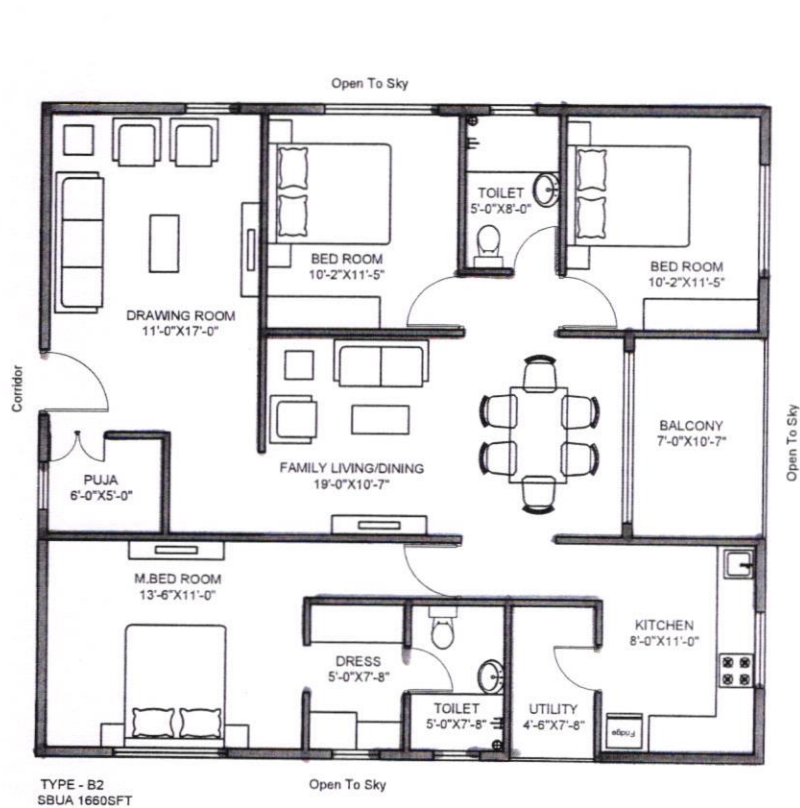 Open To Sky
TOILET
5'-0"X8'-0"
BED ROOM
10'-2"X11'-5"
BED ROOM
10'-2"X11'-5"
DRAWING ROOM
11'-0"X17'-0"
Corridor
BALCONY
7'-0"X10'-7"
Open To Sky
FAMILY LIVING/DINING
19'-0"X10'-7"
PUJA
6'-0"X5'-0"
M.BED ROOM
13'-6"X11'-0"
KITCHEN
8'-0"X11'-0"
DRESS
5'-0"X7'-8"
TOILET
5'-0"X7'-8"
UTILITY
4'-6"X7'-8"
Fridge
Open To Sky
TYPE - B2
SBUA 1660SFT